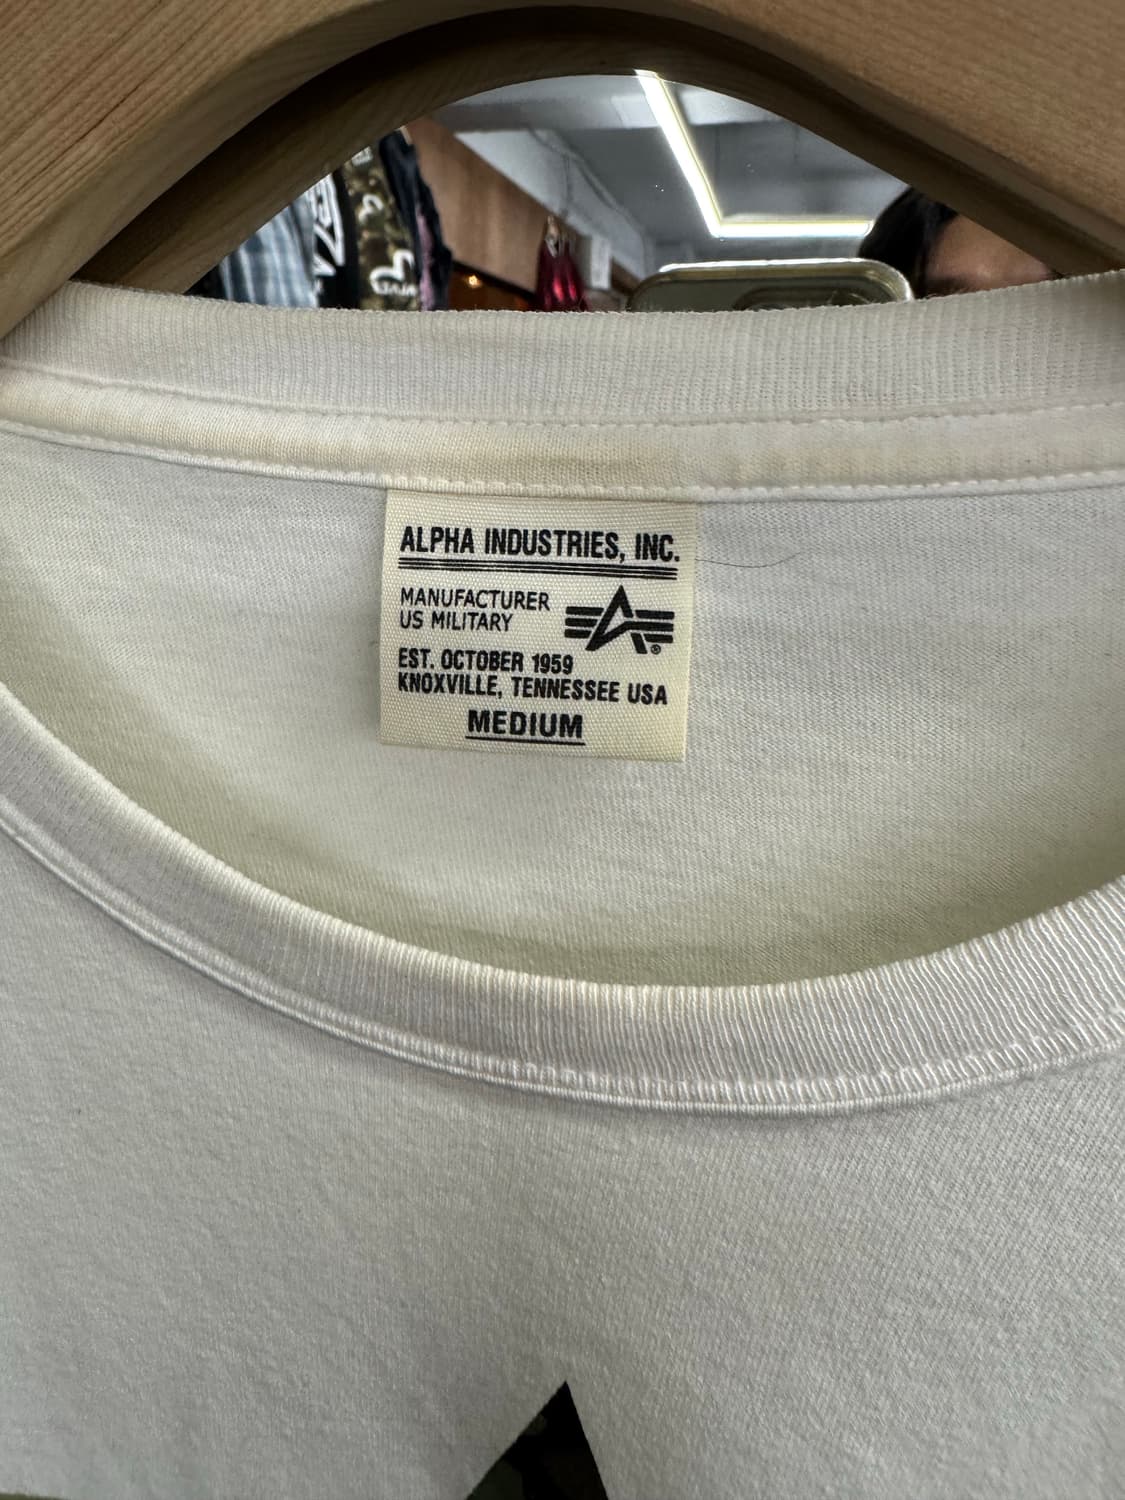 ALPHA INDUSTRIES, INC.
MANUFACTURER
US MILITARY
®
EST. OCTOBER 1959
KNOXVILLE, TENNESSEE USA
MEDIUM